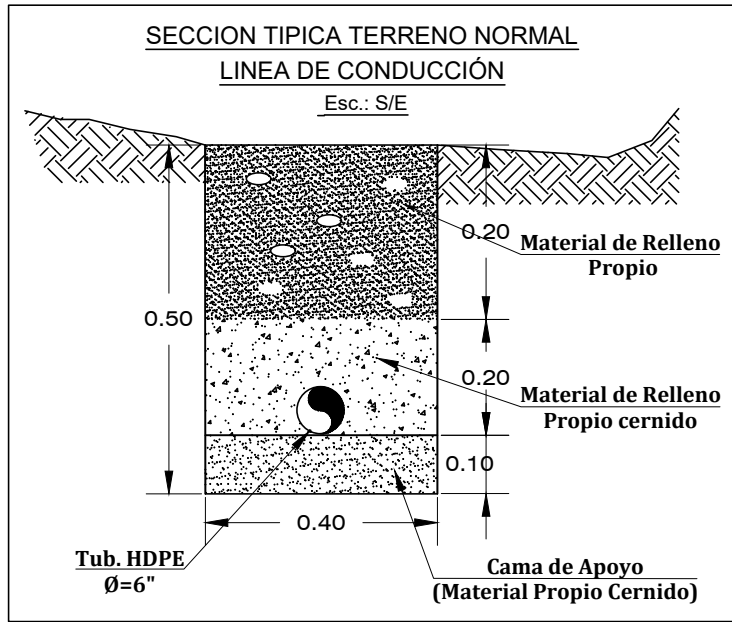 SECCION TIPICA TERRENO NORMAL
LINEA DE CONDUCCIÓN
Esc.: S/E
0.20
Material de Relleno
Propio
0.50
0.20
Material de Relleno
Propio cernido
0.10
0.40
Tub. HDPE
Ø=6"
Cama de Apoyo
(Material Propio Cernido)